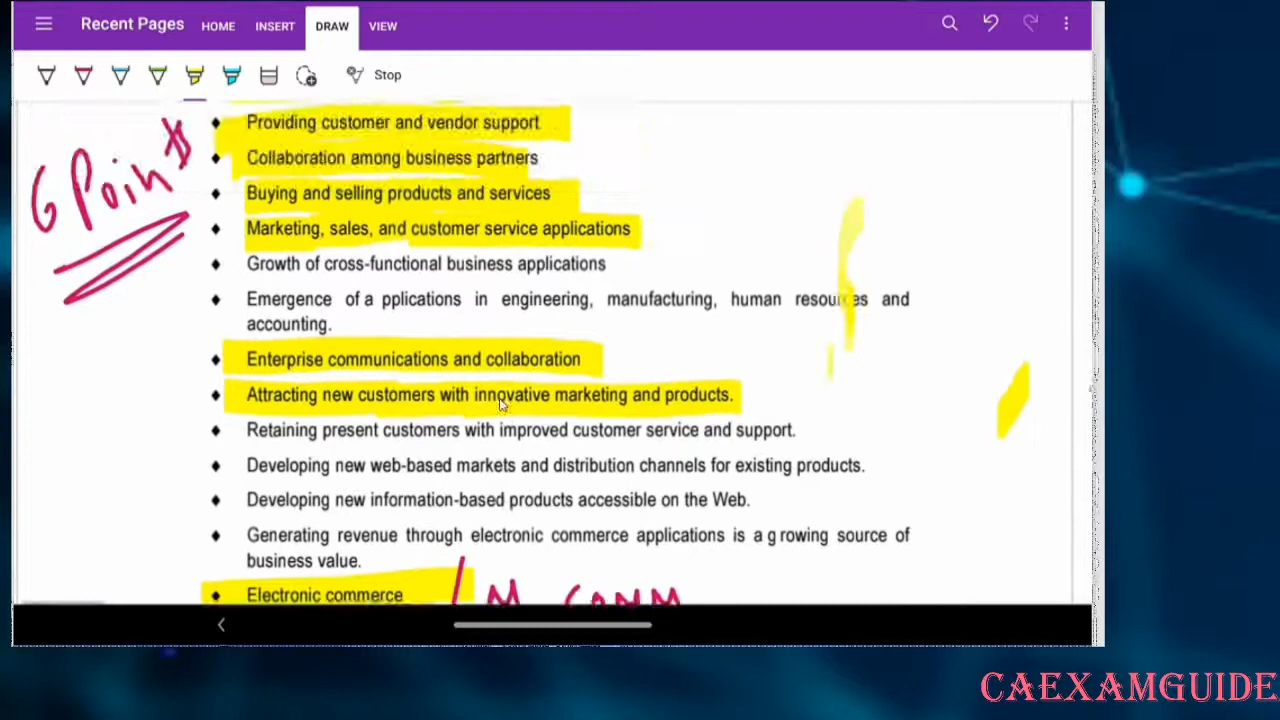 Recent Pages HOME INSERT DRAW VIEW
Stop
6 Points
♦ Providing customer and vendor support
♦ Collaboration among business partners
♦ Buying and selling products and services
♦ Marketing, sales, and customer service applications
♦ Growth of cross-functional business applications
♦ Emergence of a pplications in engineering, manufacturing, human resources and
accounting.
♦ Enterprise communications and collaboration
♦ Attracting new customers with innovative marketing and products.
♦ Retaining present customers with improved customer service and support.
♦ Developing new web-based markets and distribution channels for existing products.
♦ Developing new information-based products accessible on the Web.
♦ Generating revenue through electronic commerce applications is a g rowing source of
business value.
♦ Electronic commerce / M COMM
CAEXAMGUIDE